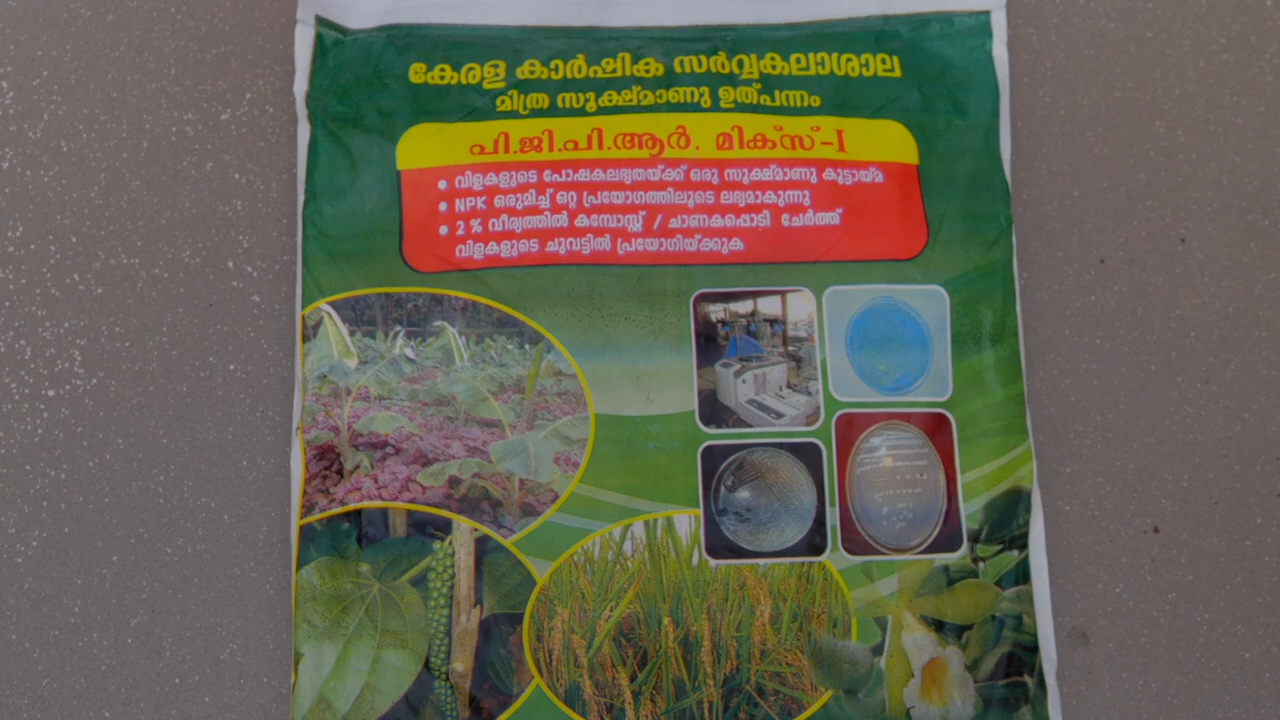 കേരള കാർഷിക സർവ്വകലാശാല
മിത്ര സൂക്ഷ്മാണു ഉത്പന്നം
പി.ജി.പി.ആർ. മിക്സ്-I
• വിളകളുടെ പോഷകലഭ്യതയ്ക്ക് ഒരു സൂക്ഷ്മാണു കൂട്ടായ്മ
• NPK ഒരുമിച്ച് ഒറ്റ പ്രയോഗത്തിലൂടെ ലഭ്യമാകുന്നു
• 2 % വീര്യത്തിൽ കമ്പോസ്റ്റ് / ചാണകപ്പൊടി ചേർത്ത്
വിളകളുടെ ചുവട്ടിൽ പ്രയോഗിയ്ക്കുക